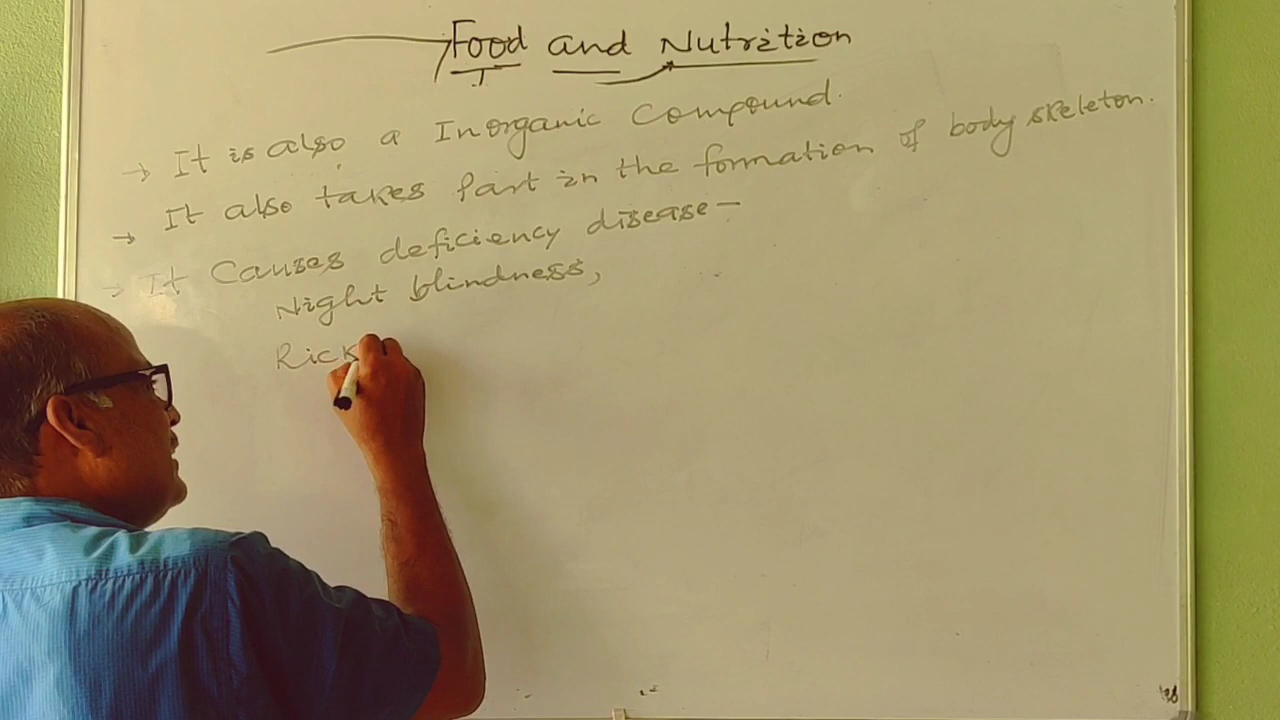 Food and Nutrition
→ It is also a Inorganic Compound.
→ It also takes part in the formation of body skeleton.
→ It Causes deficiency disease-
Night blindness,
Rick